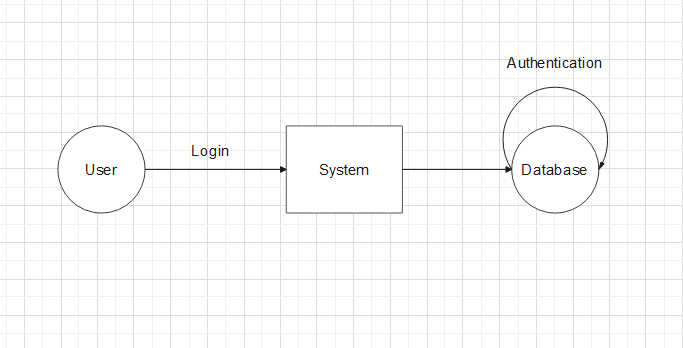 Authentication
Login
User
System
Database